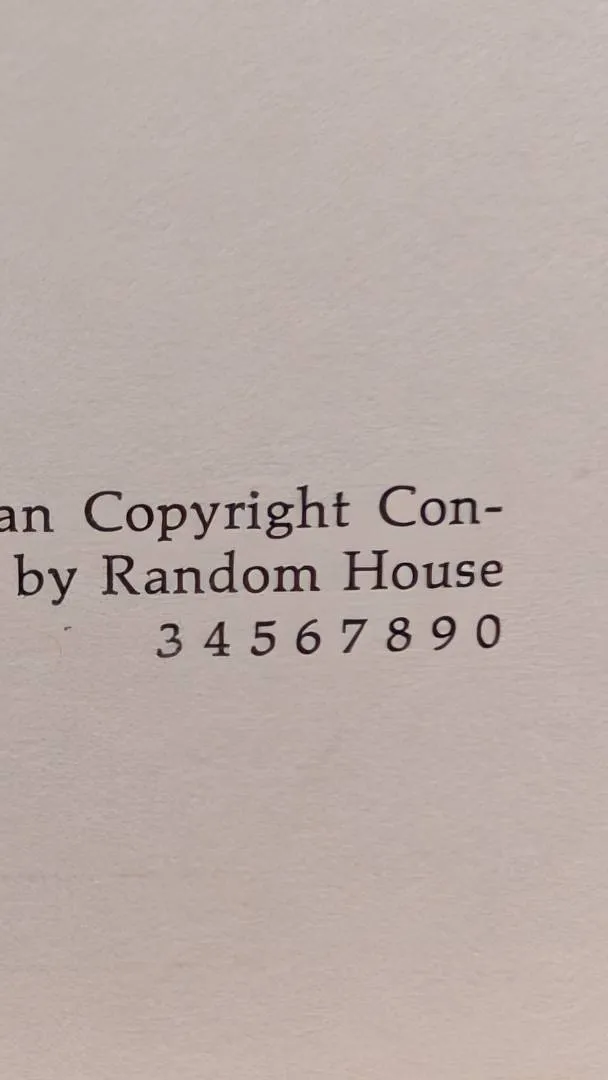 an Copyright Con-
by Random House
3 4 5 6 7 8 9 0